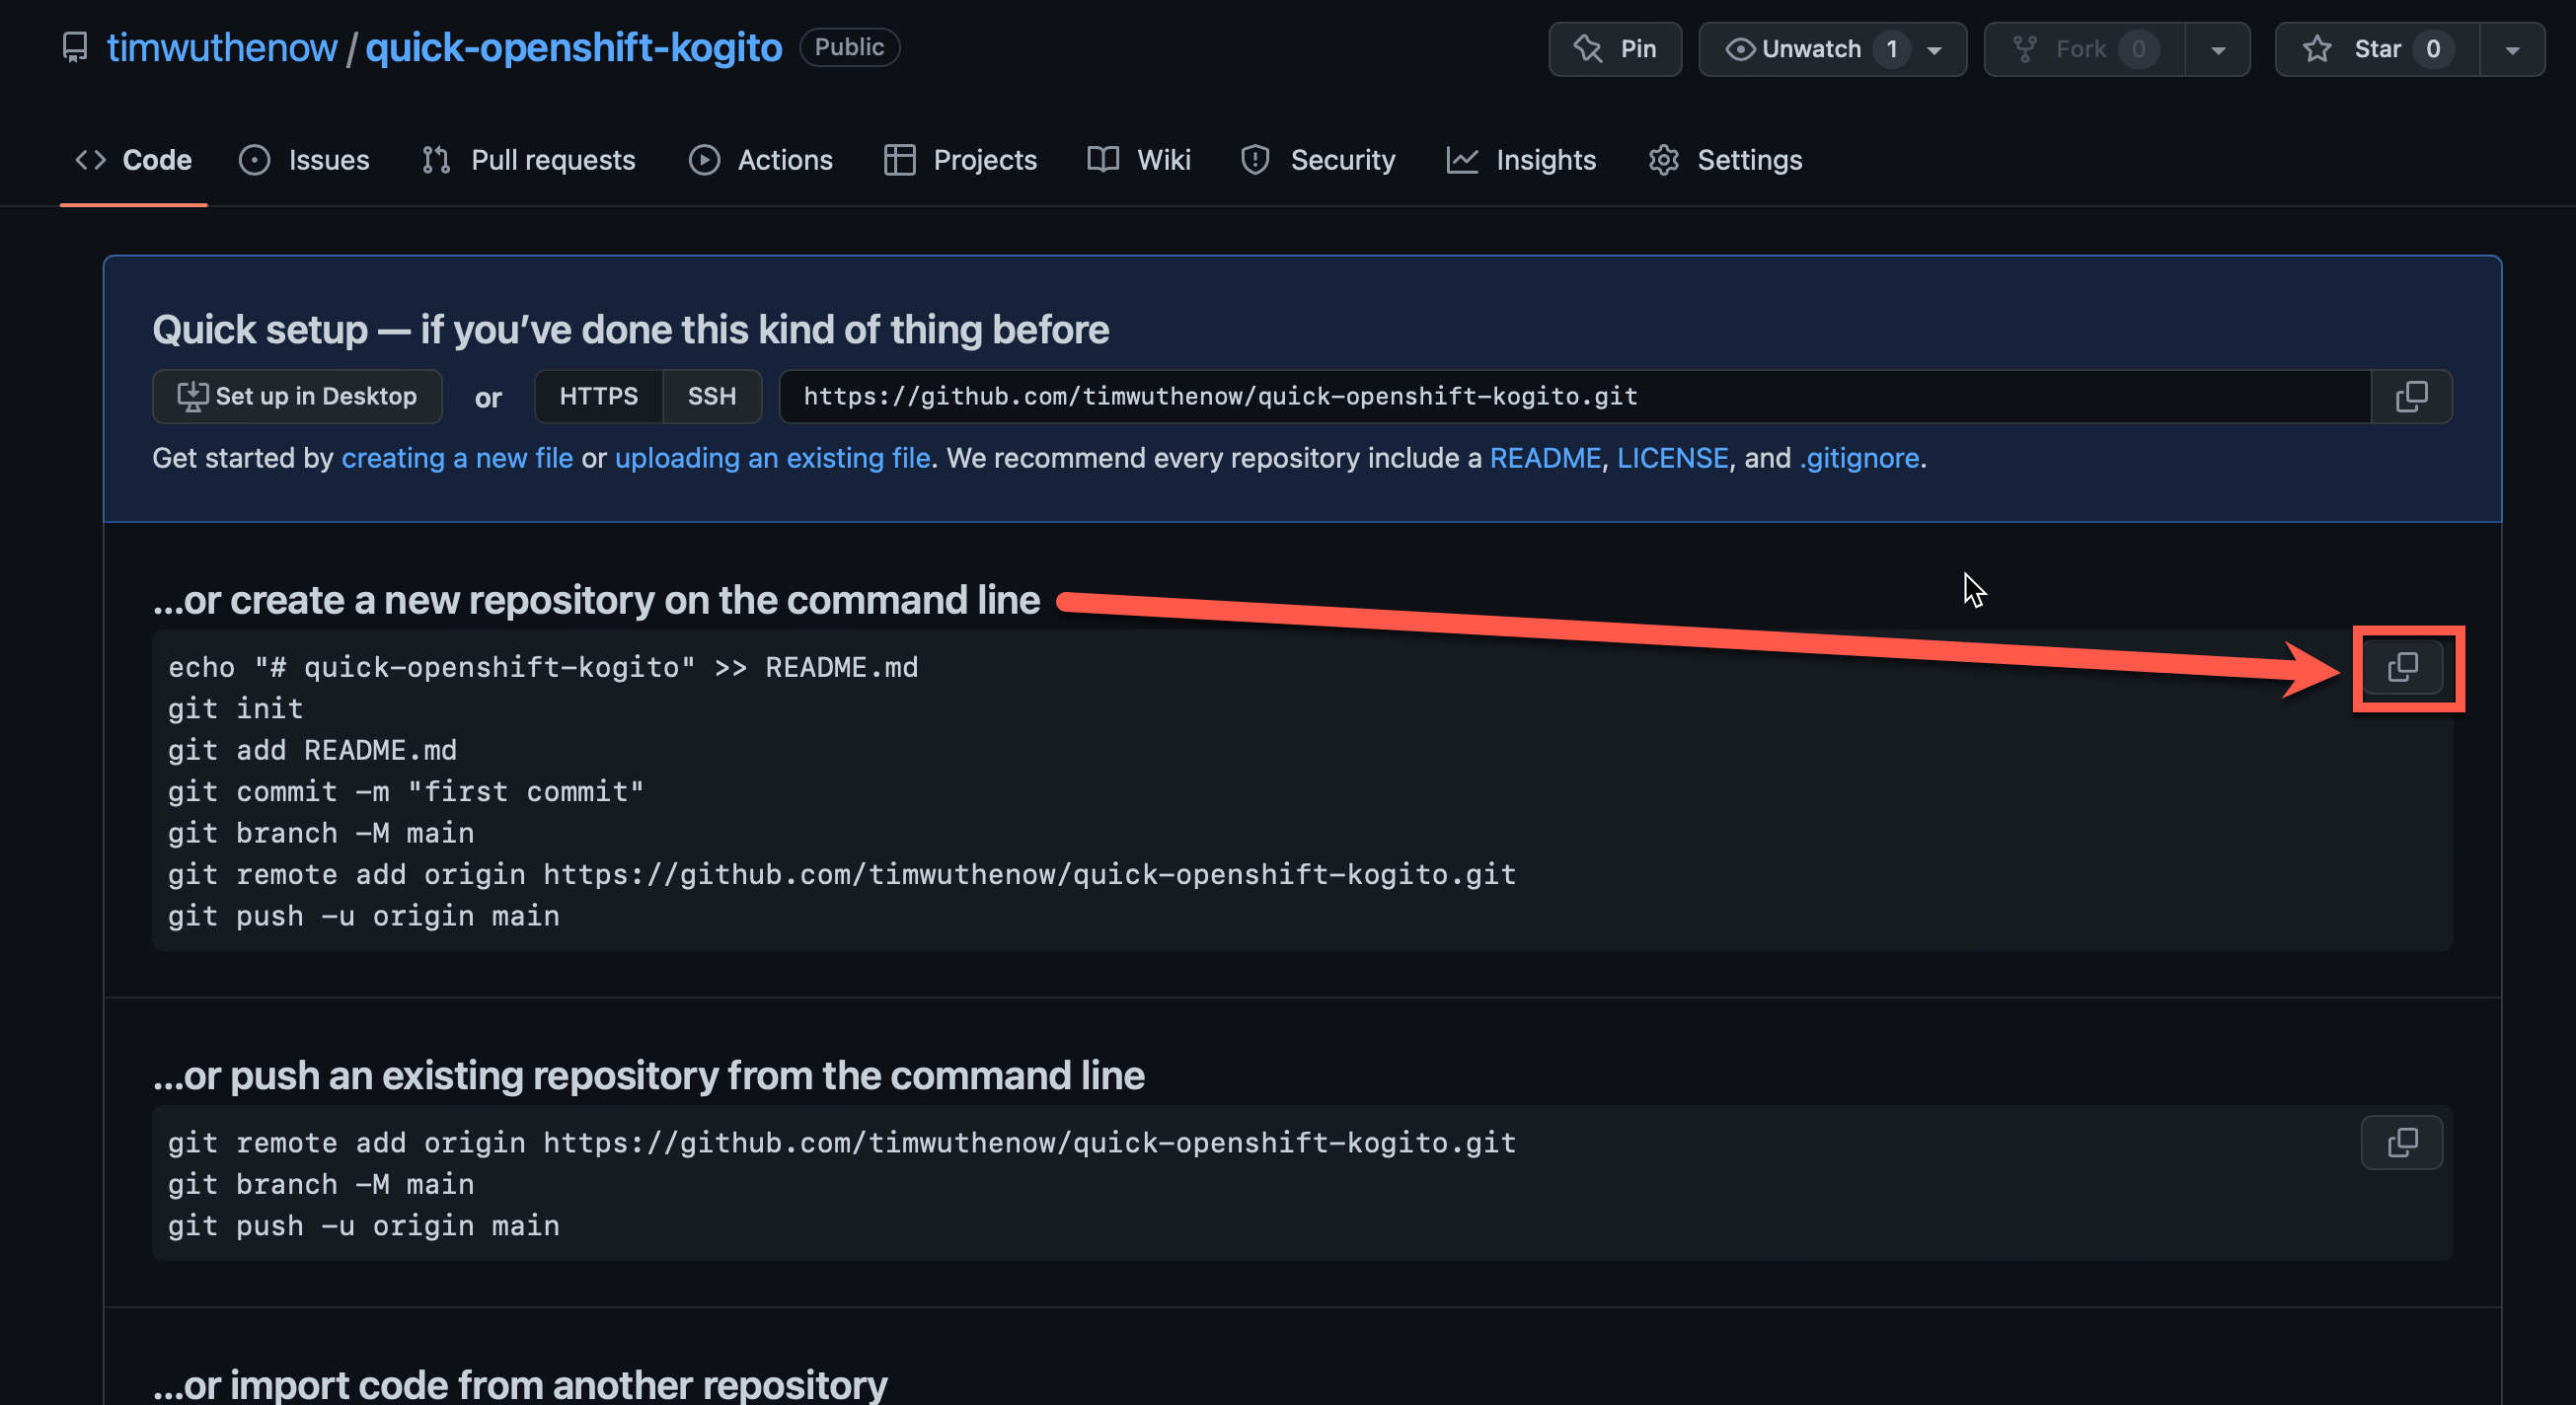 timwuthenow / quick-openshift-kogito Public Pin Unwatch 1 Fork 0 Star 0
Code Issues Pull requests Actions Projects Wiki Security Insights Settings
Quick setup — if you’ve done this kind of thing before
Set up in Desktop or HTTPS SSH https://github.com/timwuthenow/quick-openshift-kogito.git
Get started by creating a new file or uploading an existing file. We recommend every repository include a README, LICENSE, and .gitignore.
…or create a new repository on the command line
echo "# quick-openshift-kogito" >> README.md
git init
git add README.md
git commit -m "first commit"
git branch -M main
git remote add origin https://github.com/timwuthenow/quick-openshift-kogito.git
git push -u origin main
…or push an existing repository from the command line
git remote add origin https://github.com/timwuthenow/quick-openshift-kogito.git
git branch -M main
git push -u origin main
…or import code from another repository